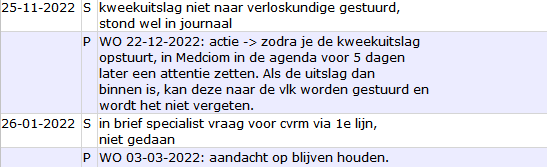 25-11-2022 S kweekuitslag niet naar verloskundige gestuurd,
stond wel in journaal
P WO 22-12-2022: actie -> zodra je de kweekuitslag
opstuurt, in Medciom in de agenda voor 5 dagen
later een attentie zetten. Als de uitslag dan
binnen is, kan deze naar de vlk worden gestuurd en
wordt het niet vergeten.
26-01-2022 S in brief specialist vraag voor cvrm via 1e lijn,
niet gedaan
P WO 03-03-2022: aandacht op blijven houden.